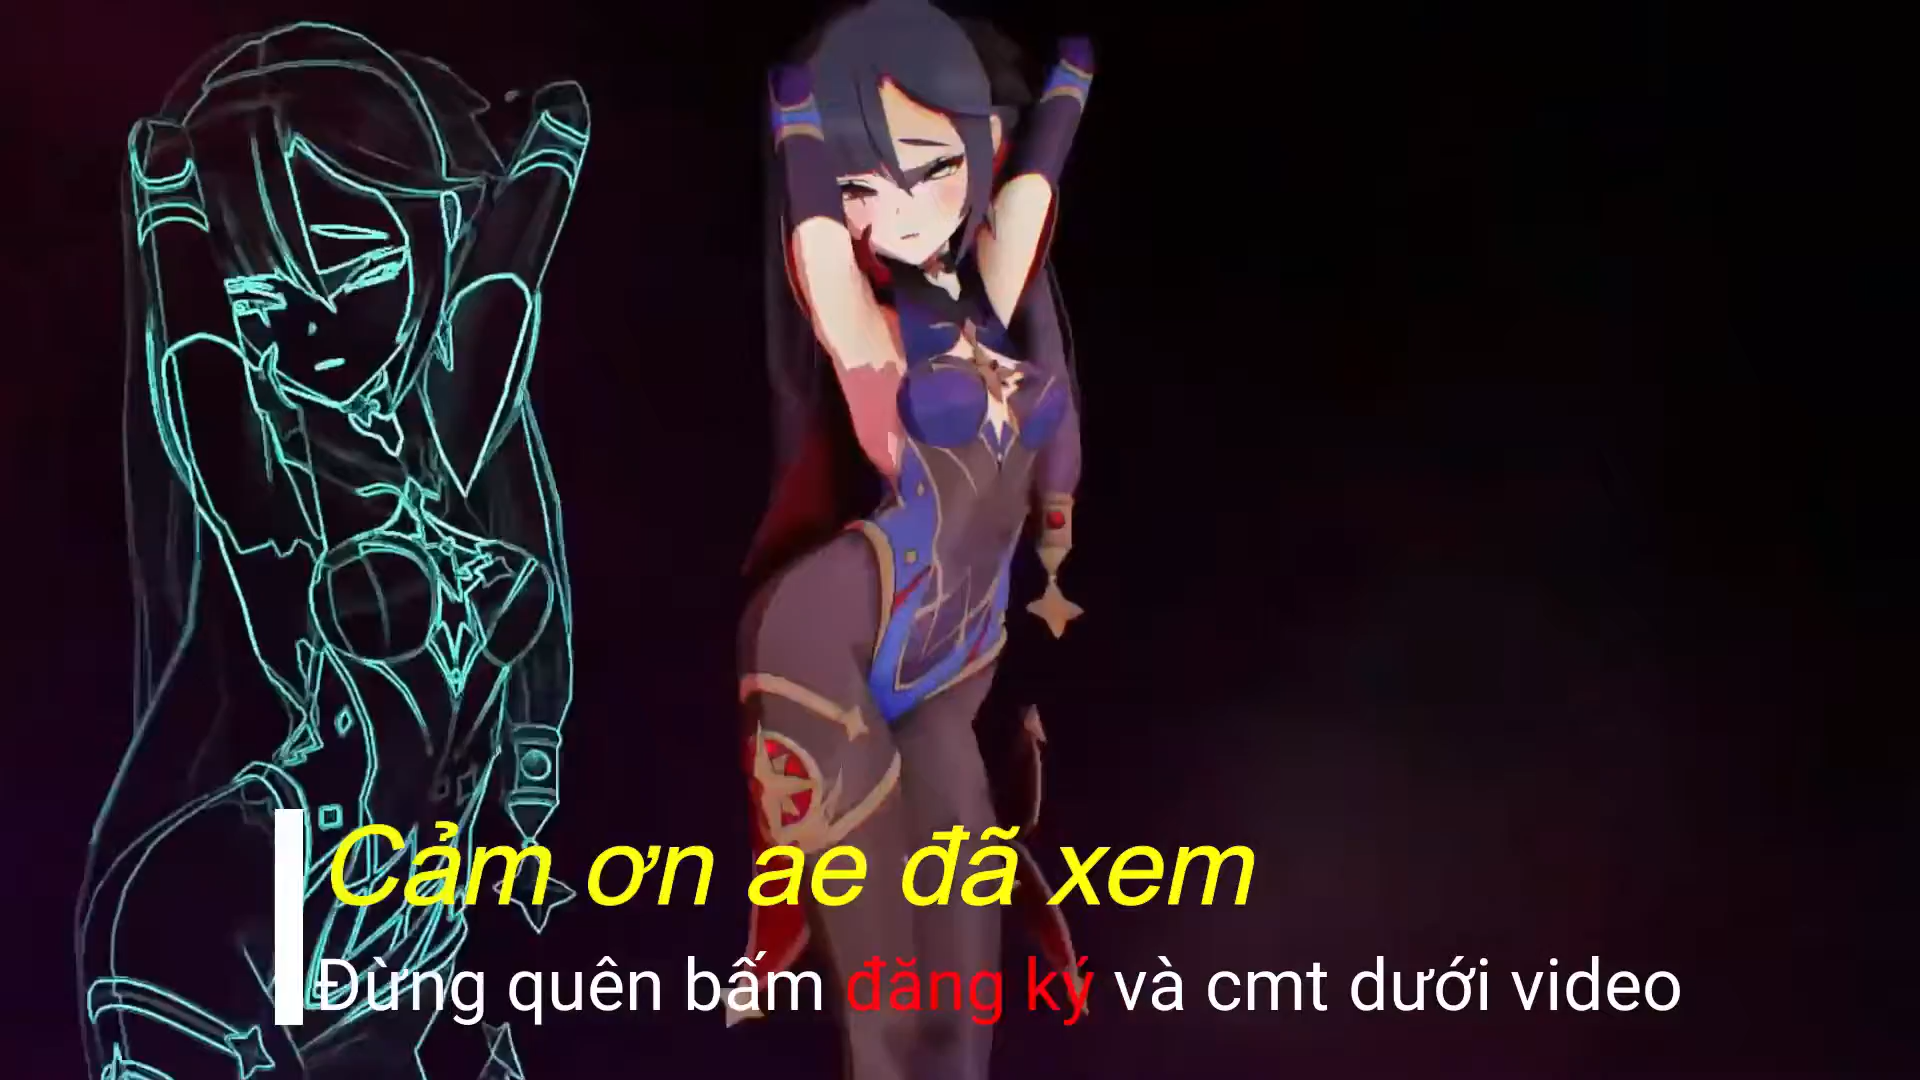 Cảm ơn ae đã xem
Đừng quên bấm đăng ký và cmt dưới video